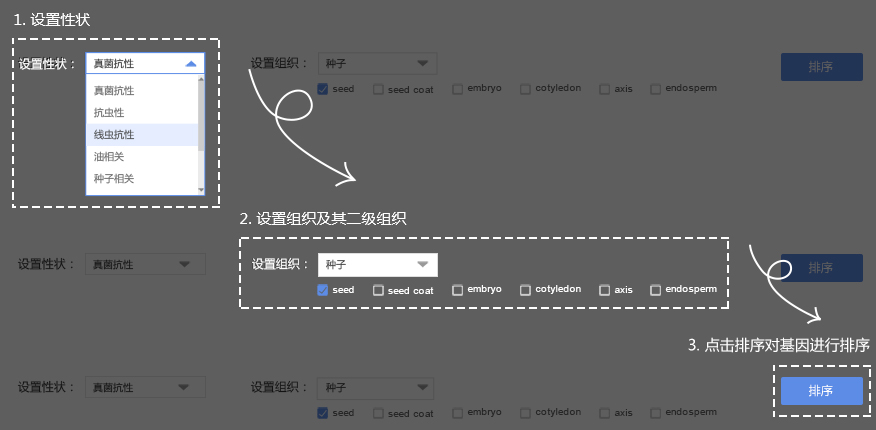 1. 设置性状
设置性状： 真菌抗性 设置组织： 种子 排序
真菌抗性
seed seed coat embryo cotyledon axis endosperm
抗虫性
线虫抗性
油相关
种子相关
2. 设置组织及其二级组织
设置性状： 真菌抗性 设置组织： 种子 排序
seed seed coat embryo cotyledon axis endosperm
3. 点击排序对基因进行排序
设置性状： 真菌抗性 设置组织： 种子 排序
seed seed coat embryo cotyledon axis endosperm